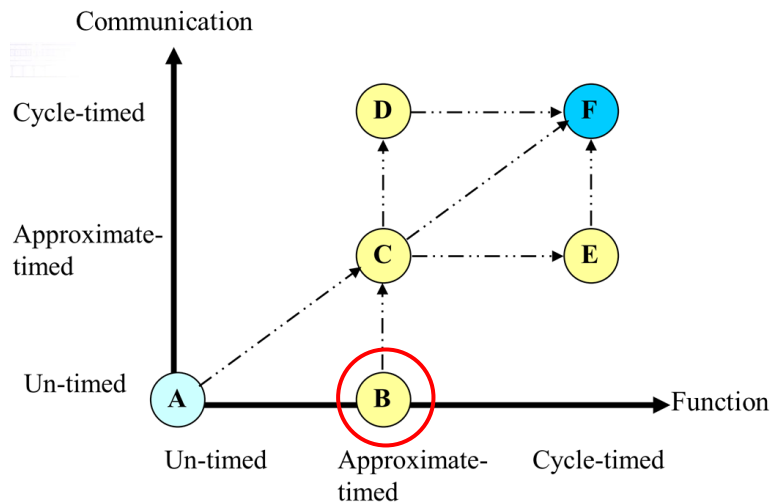 Communication
Cycle-timed
D
F
Approximate-
timed
C
E
Un-timed
A
B
Function
Un-timed
Approximate-
timed
Cycle-timed